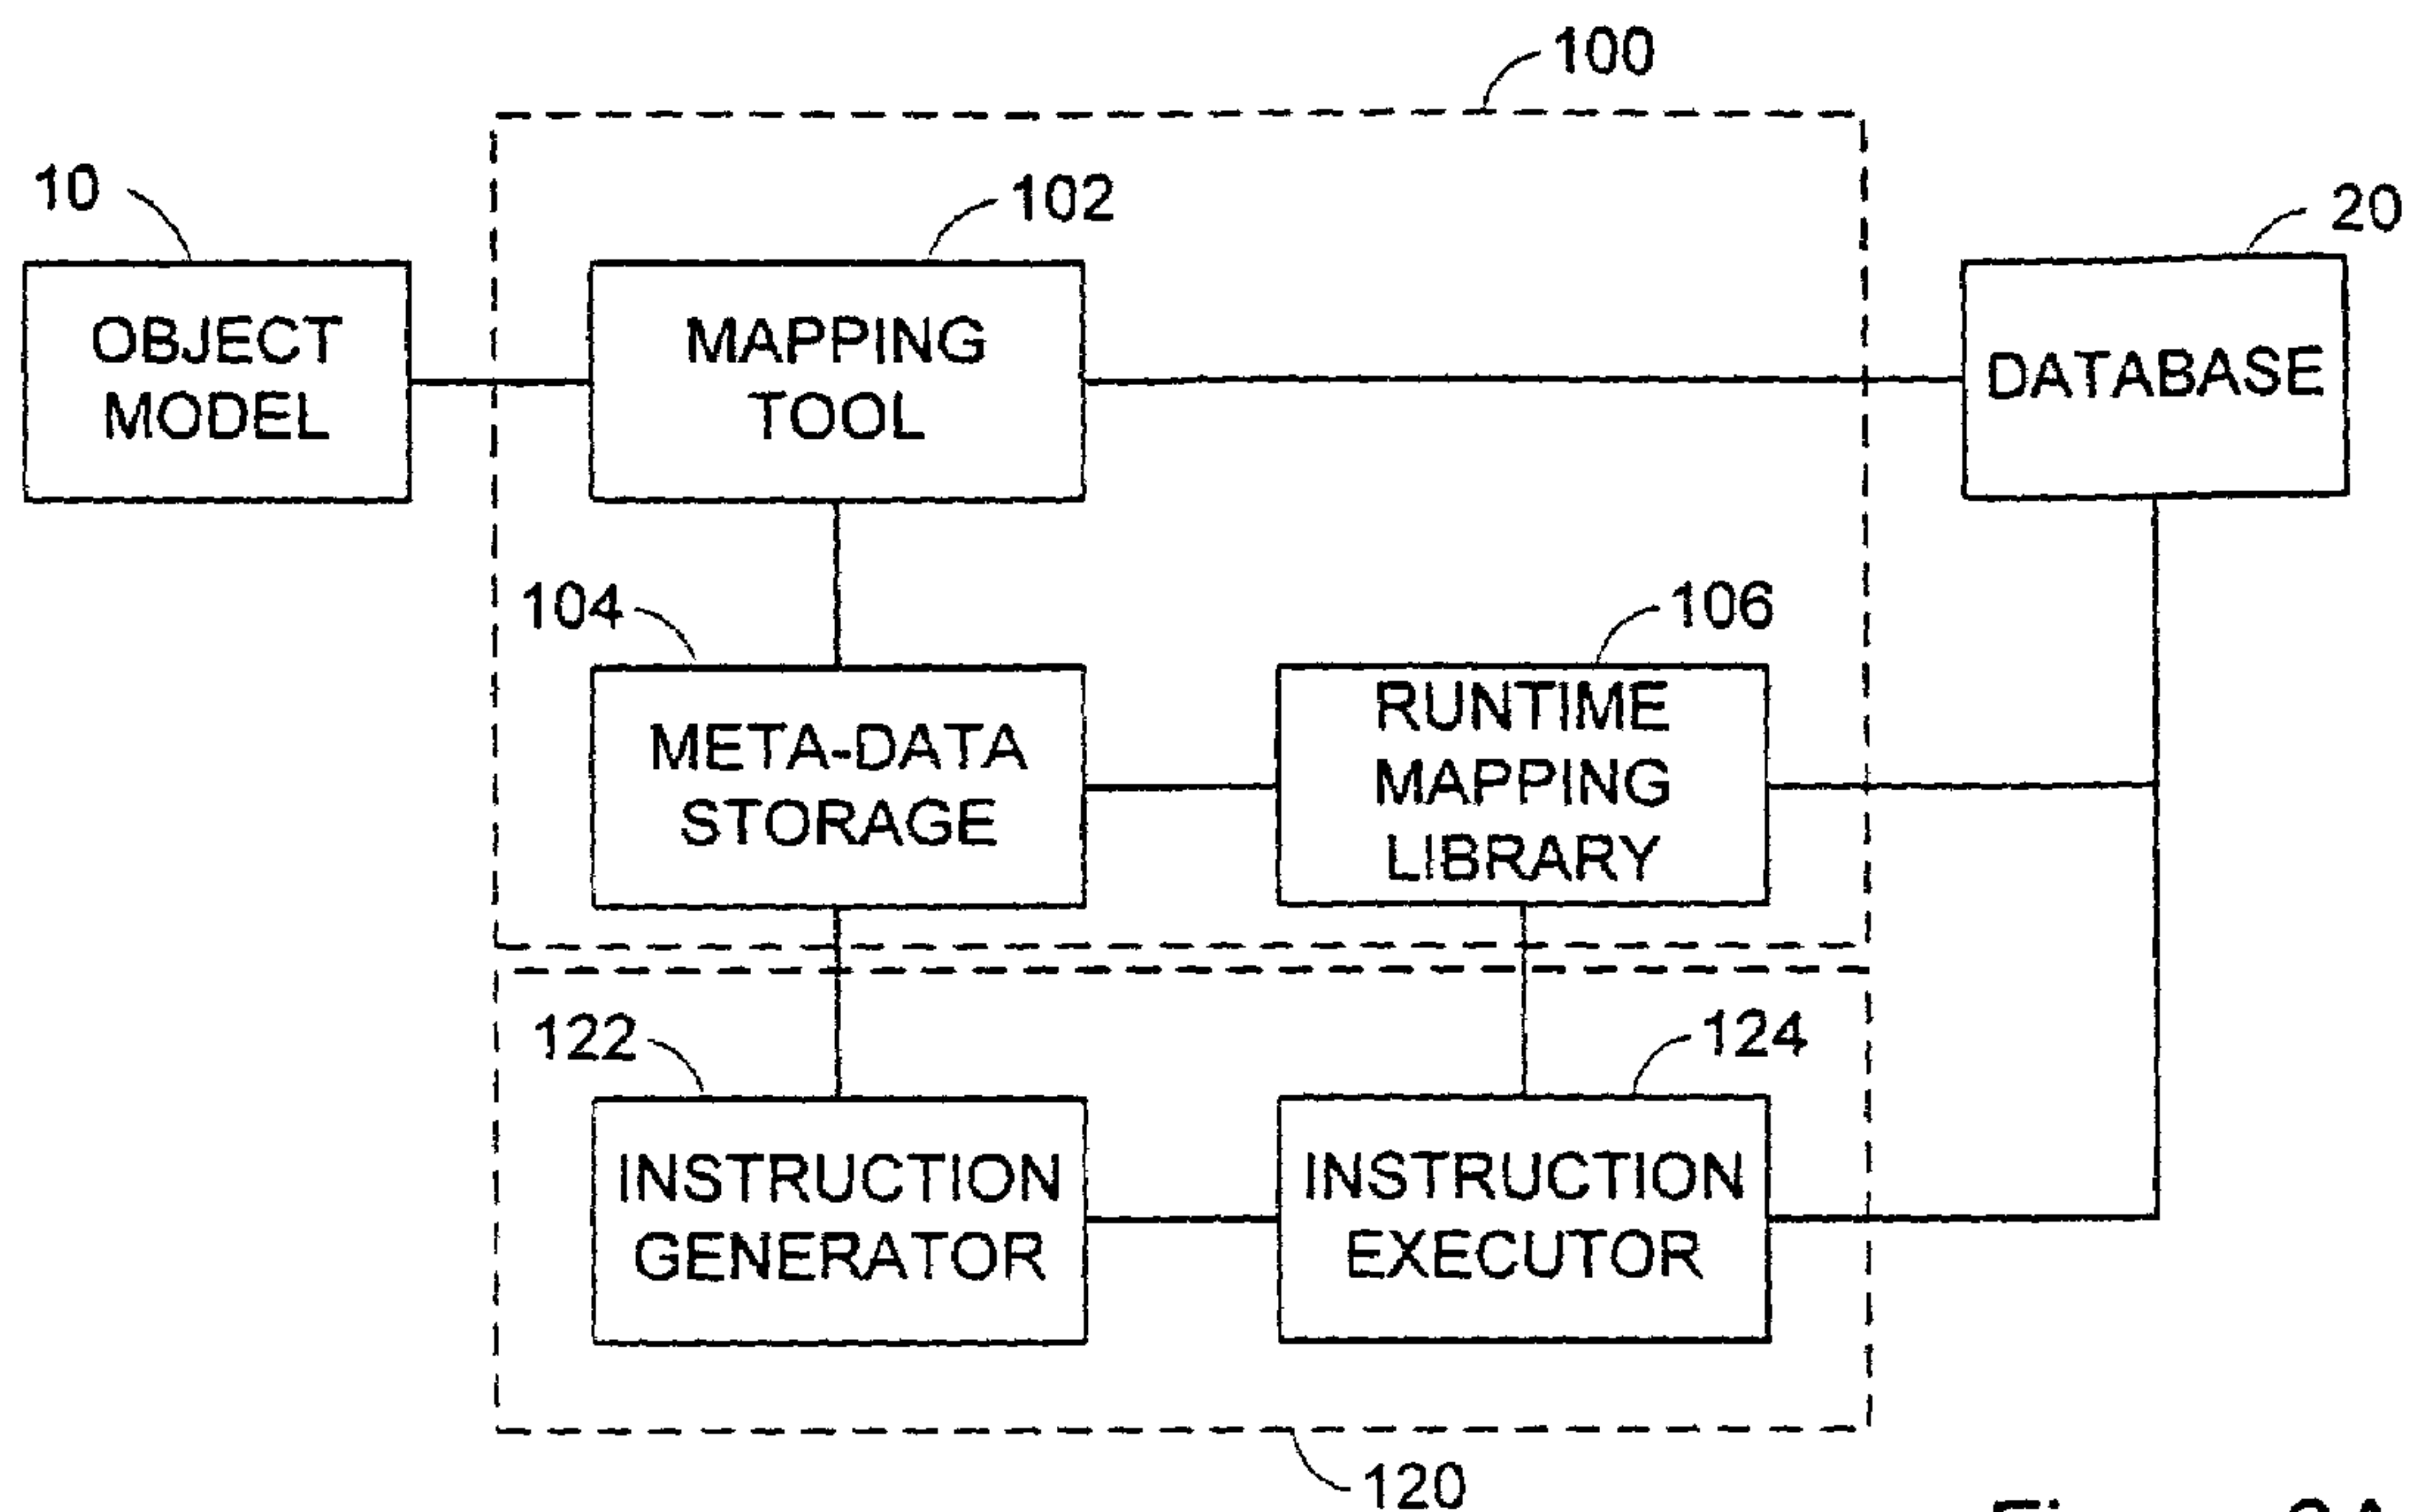 100
10
102
20
OBJECT
MODEL
MAPPING
TOOL
DATABASE
104
106
META-DATA
STORAGE
RUNTIME
MAPPING
LIBRARY
122
124
INSTRUCTION
GENERATOR
INSTRUCTION
EXECUTOR
120